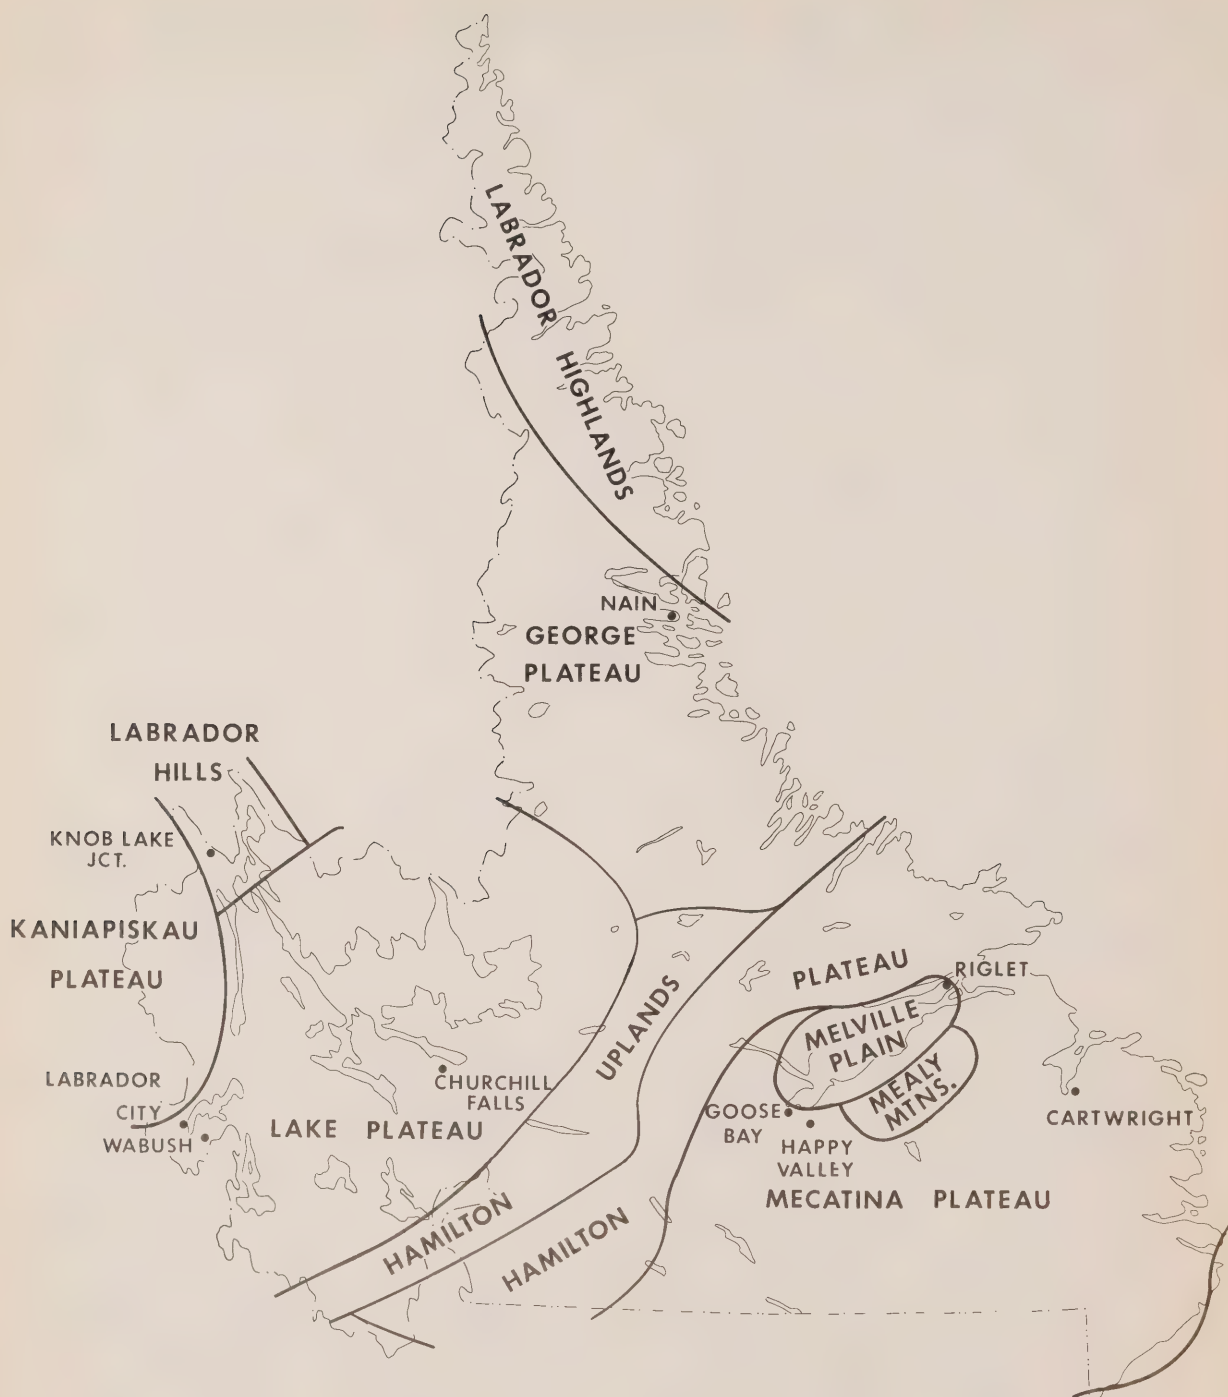 LABRADOR
HIGHLANDS
NAIN
GEORGE
PLATEAU
LABRADOR
HILLS
KNOB LAKE
JCT.
KANIAPISKAU
PLATEAU
LABRADOR
CITY
WABUSH
CHURCHILL
FALLS
LAKE PLATEAU
HAMILTON
UPLANDS
HAMILTON
PLATEAU
RIGLET
MELVILLE
PLAIN
MEALY
MTNS.
GOOSE
BAY
HAPPY
VALLEY
CARTWRIGHT
MECATINA PLATEAU